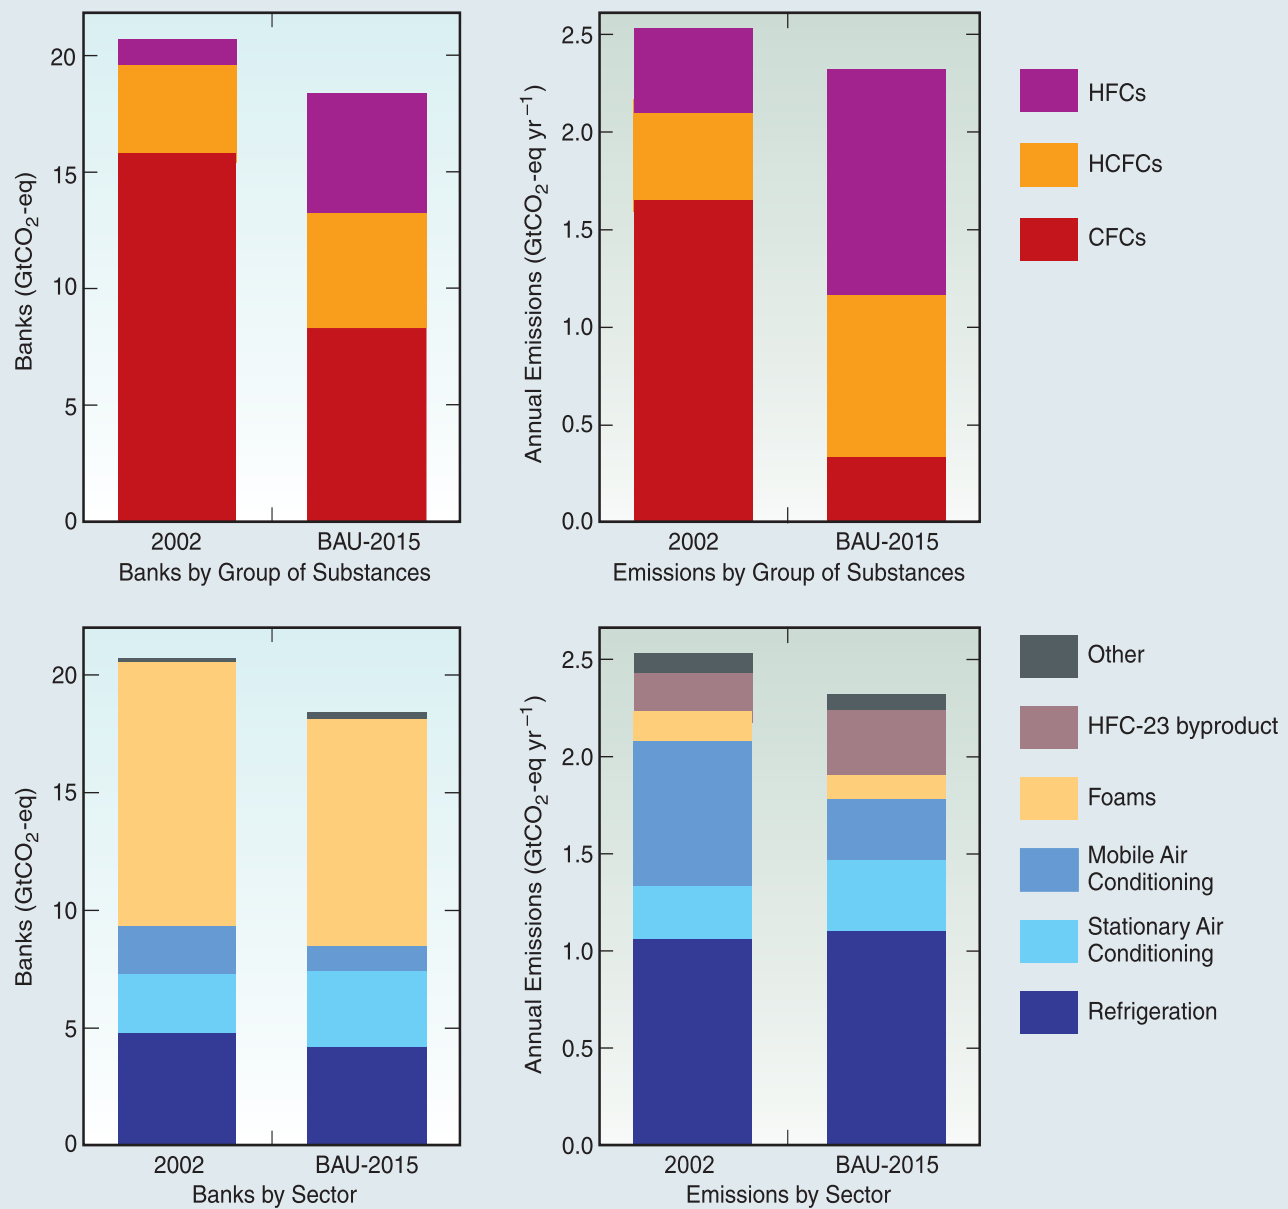 Banks (GtCO2-eq)
20
15
10
5
0
2002
BAU-2015
Banks by Group of Substances
Annual Emissions (GtCO2-eq yr−1)
2.5
2.0
1.5
1.0
0.5
0.0
2002
BAU-2015
Emissions by Group of Substances
HFCs
HCFCs
CFCs
Banks (GtCO2-eq)
20
15
10
5
0
2002
BAU-2015
Banks by Sector
Annual Emissions (GtCO2-eq yr−1)
2.5
2.0
1.5
1.0
0.5
0.0
2002
BAU-2015
Emissions by Sector
Other
HFC-23 byproduct
Foams
Mobile Air
Conditioning
Stationary Air
Conditioning
Refrigeration